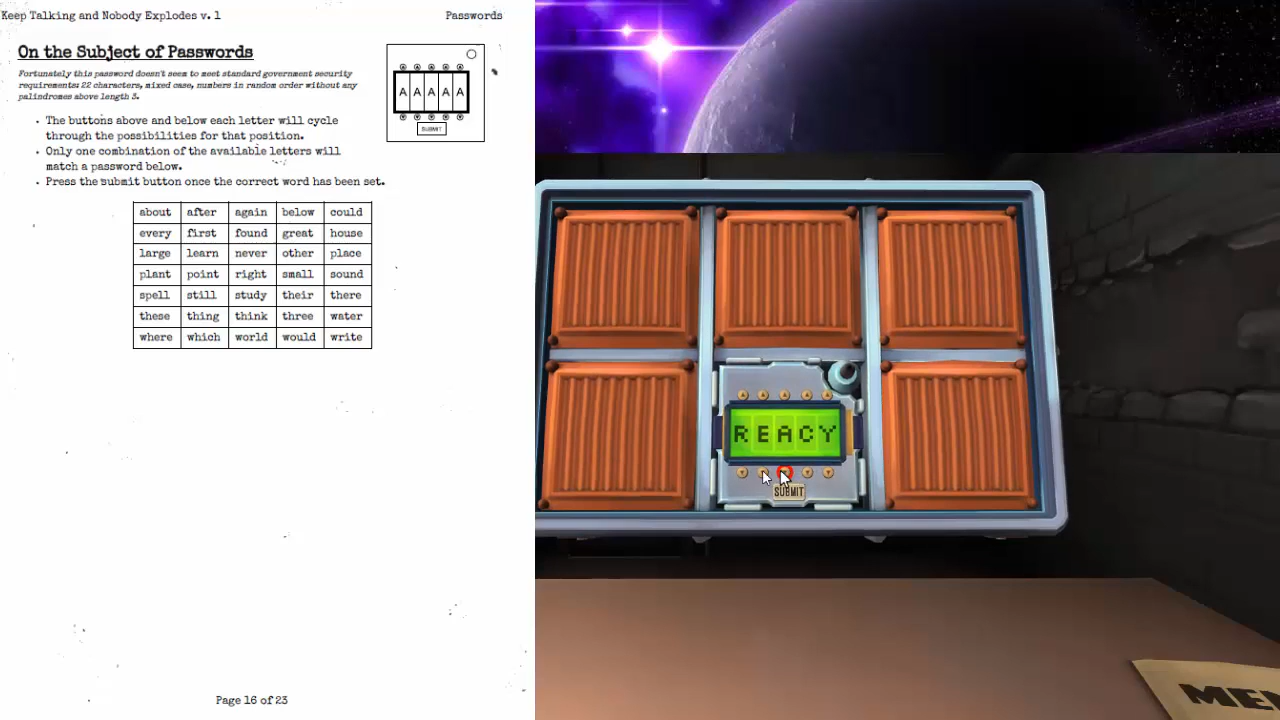 Keep Talking and Nobody Explodes v. 1
Passwords
On the Subject of Passwords
Fortunately this password doesn't seem to meet standard government security
requirements: 22 characters, mixed case, numbers in random order without any
palindromes above length 3.
• The buttons above and below each letter will cycle
through the possibilities for that position.
• Only one combination of the available letters will
match a password below.
• Press the submit button once the correct word has been set.
A A A A A
SUBMIT
about after again below could
every first found great house
large learn never other place
plant point right small sound
spell still study their there
these thing think three water
where which world would write
Page 16 of 23
R E A C Y
SUBMIT